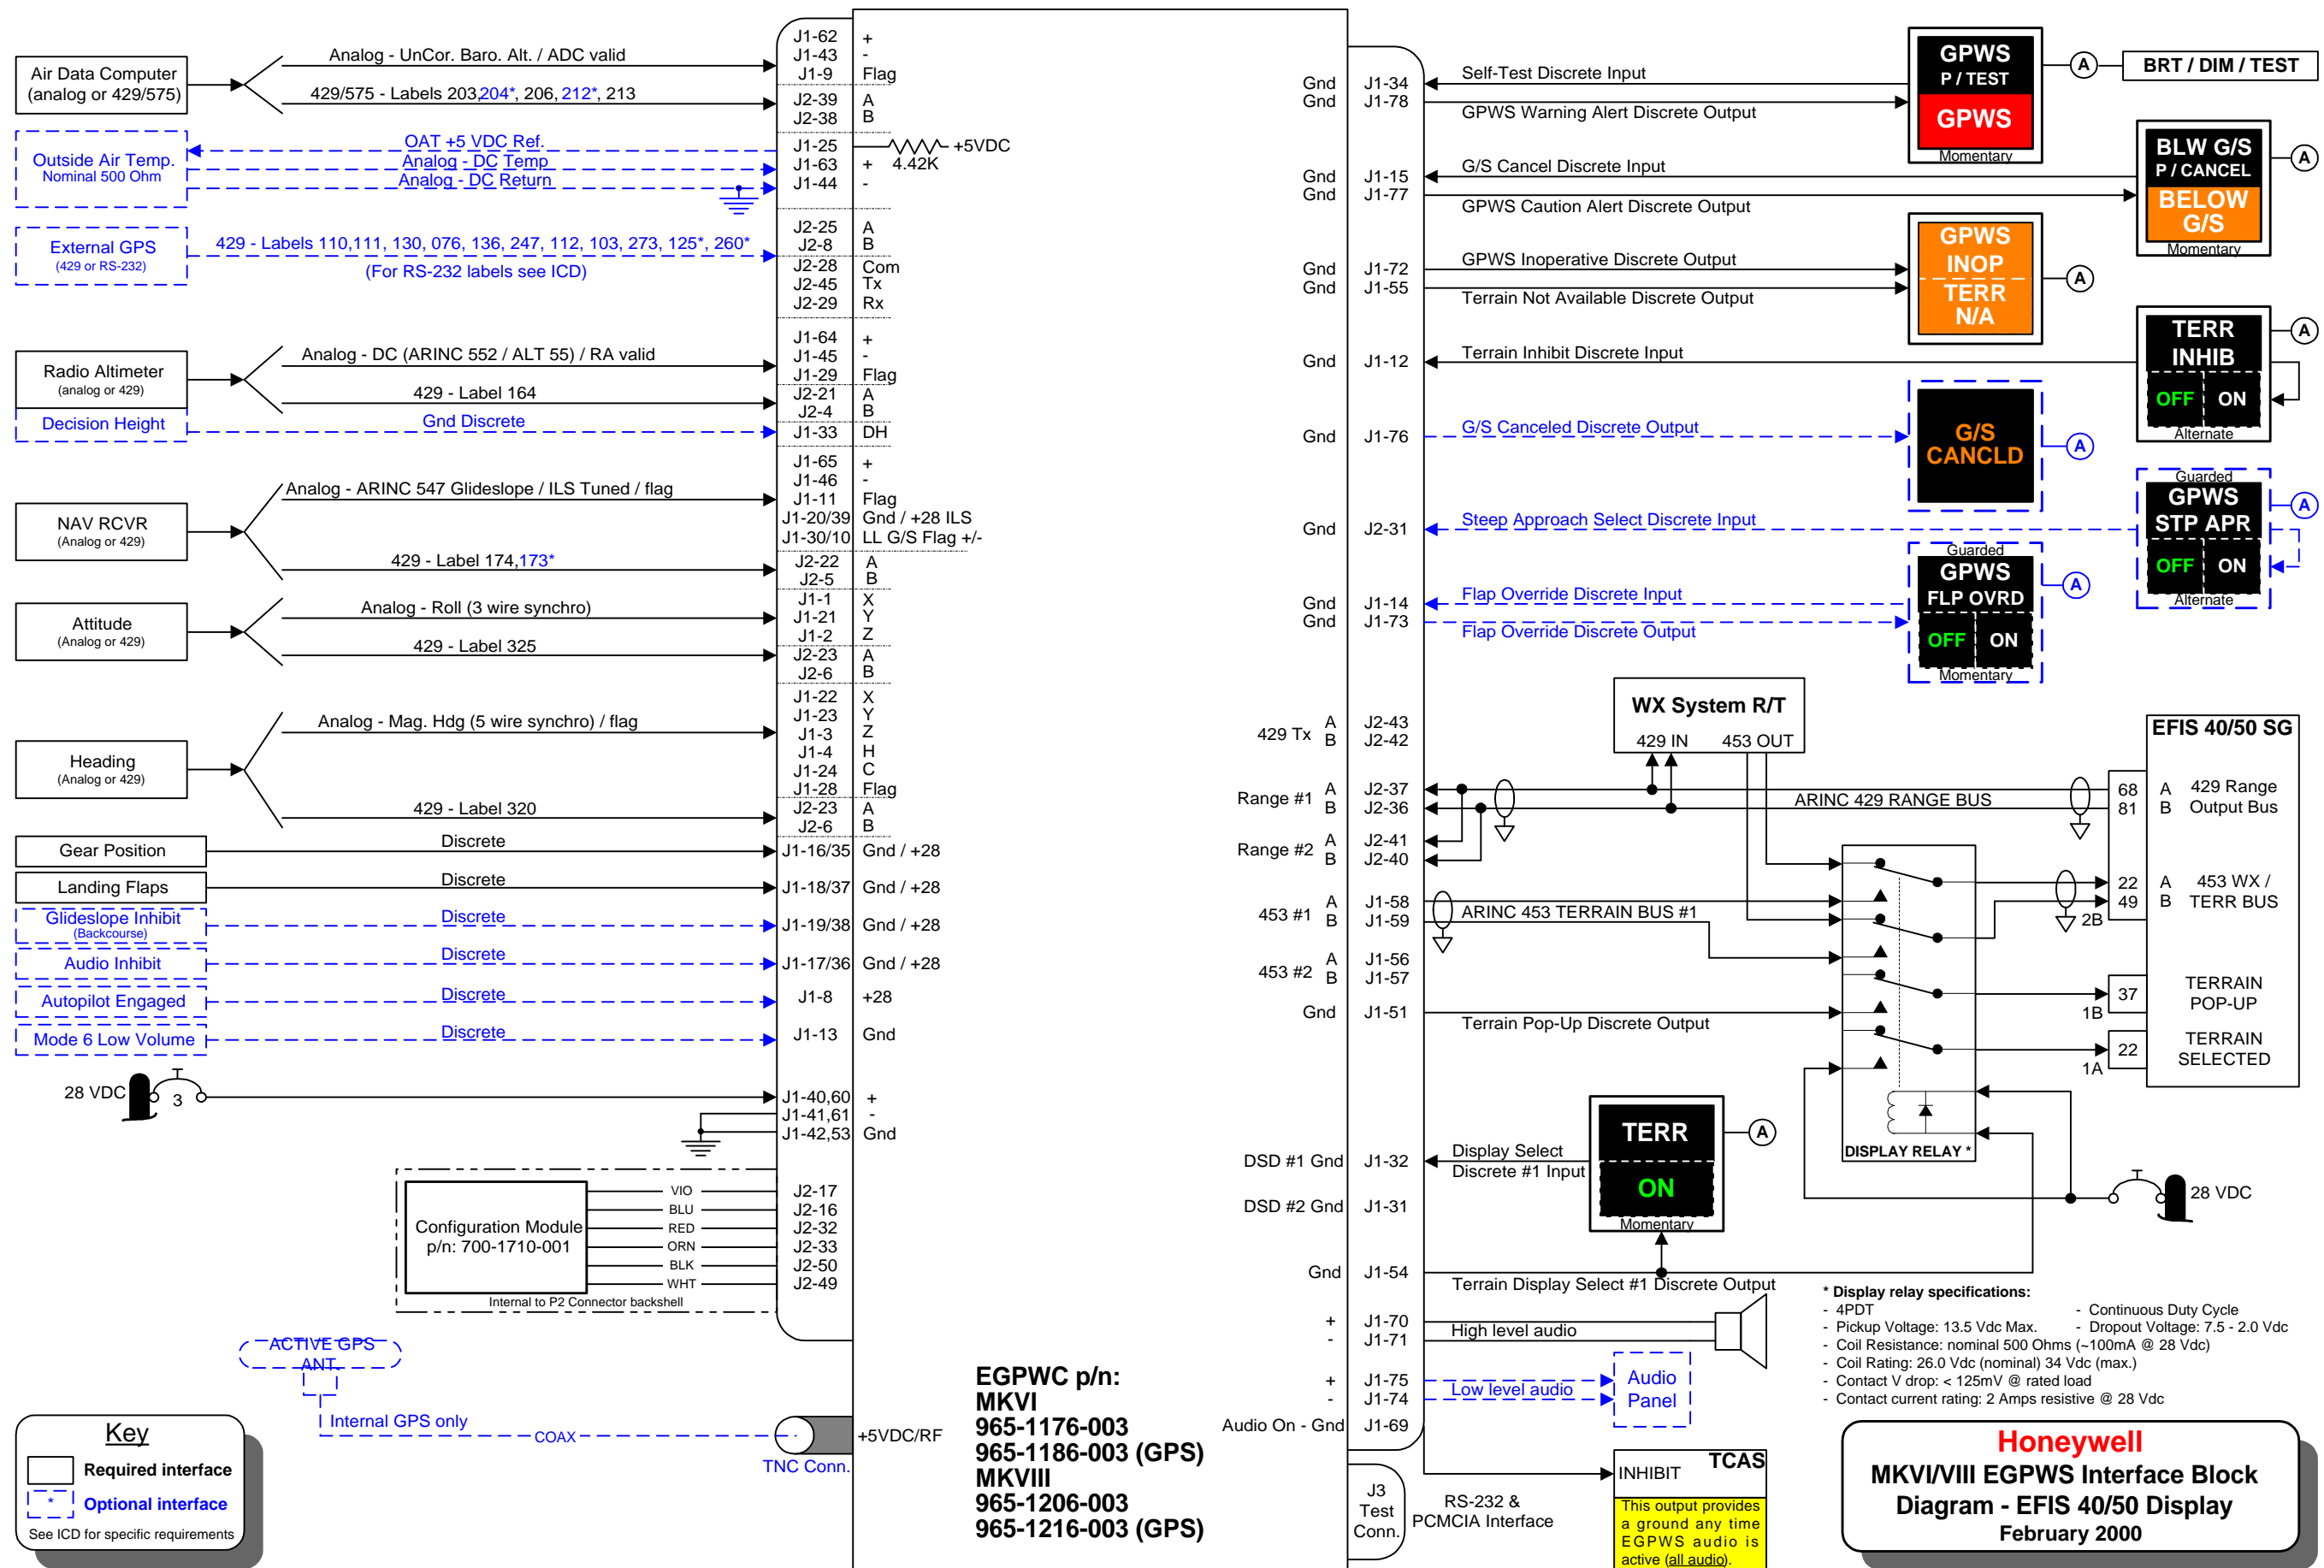 Air Data Computer
(analog or 429/575)
Analog - UnCor. Baro. Alt. / ADC valid
429/575 - Labels 203,204*, 206, 212*, 213
J1-62 +
J1-43 -
J1-9 Flag
J2-39 A
J2-38 B
Outside Air Temp.
Nominal 500 Ohm
OAT +5 VDC Ref.
Analog - DC Temp
Analog - DC Return
J1-25 +5VDC
J1-63 + 4.42K
J1-44 -
External GPS
(429 or RS-232)
429 - Labels 110,111, 130, 076, 136, 247, 112, 103, 273, 125*, 260*
(For RS-232 labels see ICD)
J2-25 A
J2-8 B
J2-28 Com
J2-45 Tx
J2-29 Rx
Radio Altimeter
(analog or 429)
Decision Height
Analog - DC (ARINC 552 / ALT 55) / RA valid
429 - Label 164
Gnd Discrete
J1-64 +
J1-45 -
J1-29 Flag
J2-21 A
J2-4 B
J1-33 DH
NAV RCVR
(Analog or 429)
Analog - ARINC 547 Glideslope / ILS Tuned / flag
429 - Label 174,173*
J1-65 +
J1-46 -
J1-11 Flag
J1-20/39 Gnd / +28 ILS
J1-30/10 LL G/S Flag +/-
J2-22 A
J2-5 B
Attitude
(Analog or 429)
Analog - Roll (3 wire synchro)
429 - Label 325
J1-1 X
J1-21 Y
J1-2 Z
J2-23 A
J2-6 B
Heading
(Analog or 429)
Analog - Mag. Hdg (5 wire synchro) / flag
429 - Label 320
J1-22 X
J1-23 Y
J1-3 Z
J1-4 H
J1-24 C
J1-28 Flag
J2-23 A
J2-6 B
Gear Position Discrete J1-16/35 Gnd / +28
Landing Flaps Discrete J1-18/37 Gnd / +28
Glideslope Inhibit
(Backcourse)
Discrete J1-19/38 Gnd / +28
Audio Inhibit Discrete J1-17/36 Gnd / +28
Autopilot Engaged Discrete J1-8 +28
Mode 6 Low Volume Discrete J1-13 Gnd
28 VDC 3
J1-40,60 +
J1-41,61 -
J1-42,53 Gnd
Configuration Module
p/n: 700-1710-001
VIO J2-17
BLU J2-16
RED J2-32
ORN J2-33
BLK J2-50
WHT J2-49
Internal to P2 Connector backshell
ACTIVE GPS
ANT.
Internal GPS only
COAX
TNC Conn.
+5VDC/RF
Key
Required interface
* Optional interface
See ICD for specific requirements
EGPWC p/n:
MKVI
965-1176-003
965-1186-003 (GPS)
MKVIII
965-1206-003
965-1216-003 (GPS)
Gnd J1-34 Self-Test Discrete Input
Gnd J1-78 GPWS Warning Alert Discrete Output
GPWS
P / TEST
GPWS
Momentary
A
BRT / DIM / TEST
Gnd J1-15 G/S Cancel Discrete Input
Gnd J1-77 GPWS Caution Alert Discrete Output
BLW G/S
P / CANCEL
BELOW
G/S
Momentary
A
Gnd J1-72 GPWS Inoperative Discrete Output
Gnd J1-55 Terrain Not Available Discrete Output
GPWS
INOP
TERR
N/A
A
Gnd J1-12 Terrain Inhibit Discrete Input
TERR
INHIB
OFF ON
Alternate
A
Gnd J1-76 G/S Canceled Discrete Output
G/S
CANCLD
A
Gnd J2-31 Steep Approach Select Discrete Input
Guarded
GPWS
STP APR
OFF ON
Alternate
A
Gnd J1-14 Flap Override Discrete Input
Gnd J1-73 Flap Override Discrete Output
Guarded
GPWS
FLP OVRD
OFF ON
Momentary
A
WX System R/T
429 IN 453 OUT
429 Tx
A J2-43
B J2-42
Range #1
A J2-37
B J2-36
ARINC 429 RANGE BUS
Range #2
A J2-41
B J2-40
453 #1
A J1-58
B J1-59
ARINC 453 TERRAIN BUS #1
453 #2
A J1-56
B J1-57
Gnd J1-51 Terrain Pop-Up Discrete Output
EFIS 40/50 SG
68 A 429 Range
81 B Output Bus
22 A 453 WX /
49 B TERR BUS
2B
37 TERRAIN
POP-UP
1B
22 TERRAIN
SELECTED
1A
DISPLAY RELAY *
28 VDC
DSD #1 Gnd J1-32 Display Select
Discrete #1 Input
DSD #2 Gnd J1-31
TERR
ON
Momentary
A
Gnd J1-54 Terrain Display Select #1 Discrete Output
+ J1-70
- J1-71
High level audio
+ J1-75
- J1-74
Low level audio
Audio
Panel
Audio On - Gnd J1-69
TCAS
INHIBIT
This output provides
a ground any time
EGPWS audio is
active (all audio).
J3
Test
Conn.
RS-232 &
PCMCIA Interface
* Display relay specifications:
- 4PDT - Continuous Duty Cycle
- Pickup Voltage: 13.5 Vdc Max. - Dropout Voltage: 7.5 - 2.0 Vdc
- Coil Resistance: nominal 500 Ohms (~100mA @ 28 Vdc)
- Coil Rating: 26.0 Vdc (nominal) 34 Vdc (max.)
- Contact V drop: < 125mV @ rated load
- Contact current rating: 2 Amps resistive @ 28 Vdc
Honeywell
MKVI/VIII EGPWS Interface Block
Diagram - EFIS 40/50 Display
February 2000